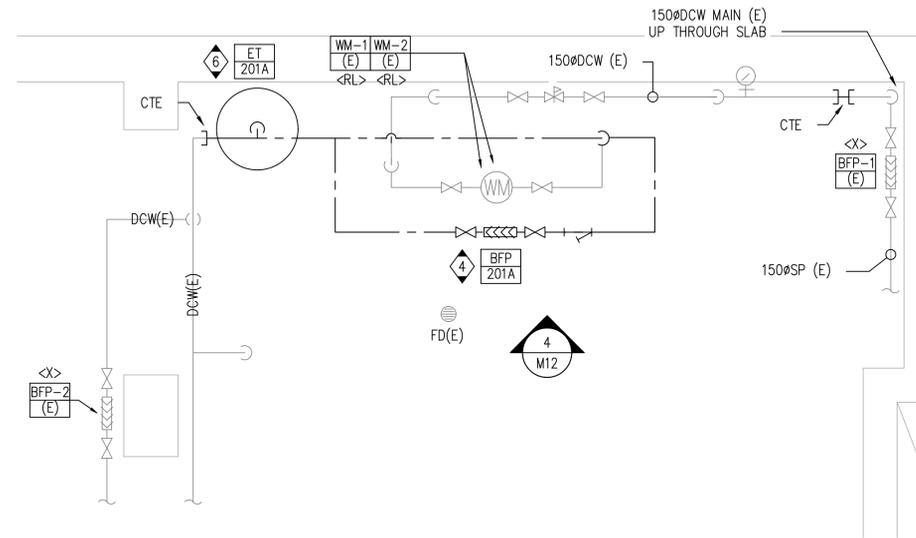 150øDCW MAIN (E)
UP THROUGH SLAB
6
ET
201A
WM-1 WM-2
(E) (E)
<RL> <RL>
150øDCW (E)
CTE
CTE
<X>
BFP-1
(E)
WM
DCW(E)
DCW(E)
4
BFP
201A
150øSP (E)
FD(E)
4
M12
<X>
BFP-2
(E)